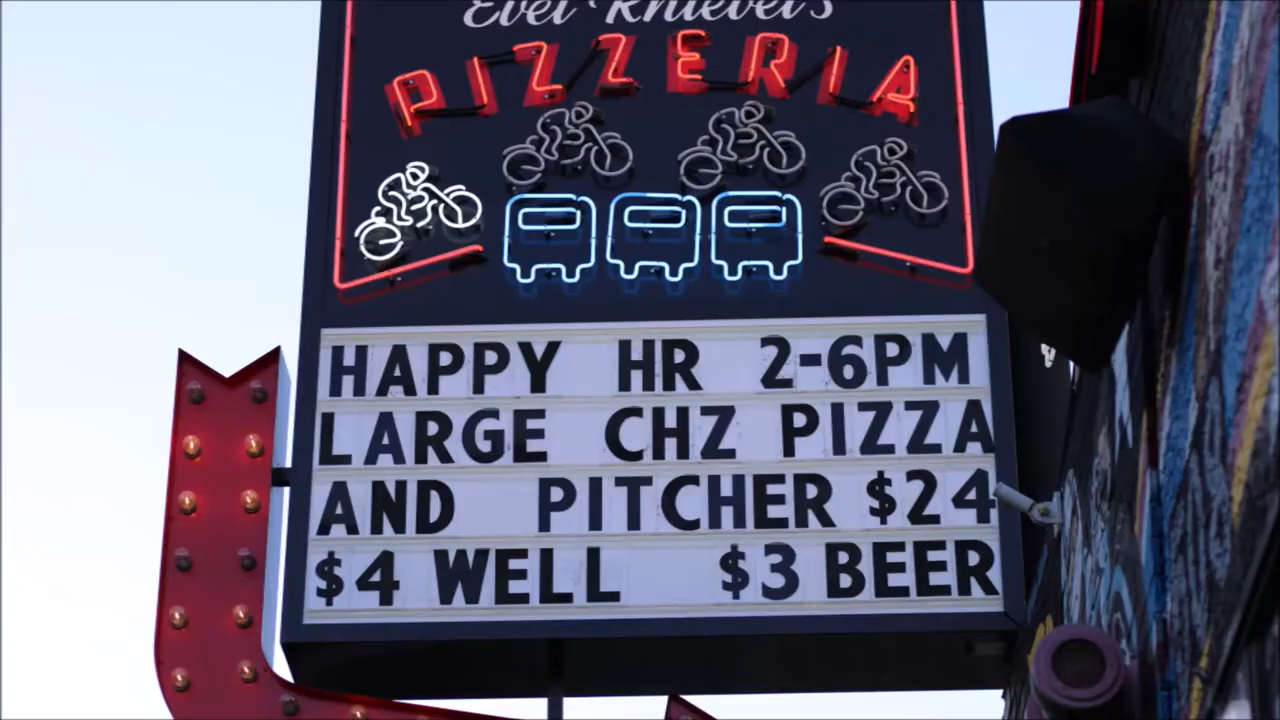 Evel Knievel's
PIZZERIA
HAPPY HR 2-6PM
LARGE CHZ PIZZA
AND PITCHER $24
$4 WELL $3 BEER